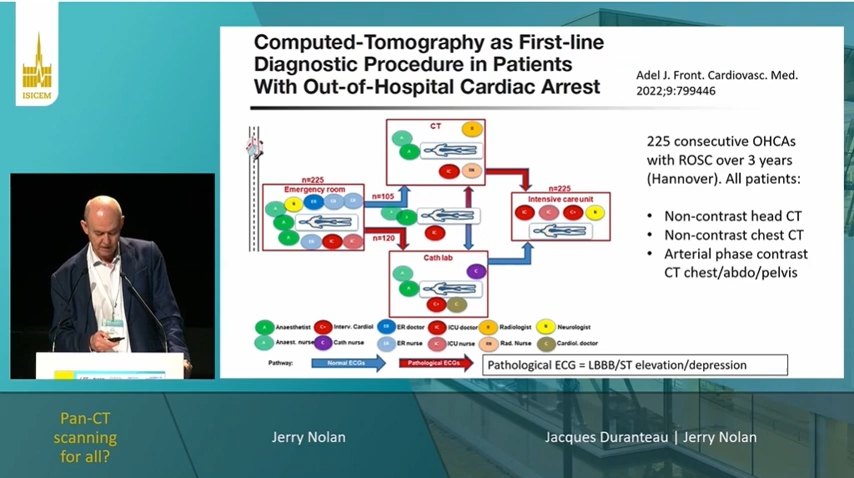 ISICEM
Computed-Tomography as First-line
Diagnostic Procedure in Patients
With Out-of-Hospital Cardiac Arrest
Adel J. Front. Cardiovasc. Med.
2022;9:799446
CT
n=225
Emergency room
n=105
n=120
n=225
Intensive care unit
Cath lab
225 consecutive OHCAs
with ROSC over 3 years
(Hannover). All patients:
• Non-contrast head CT
• Non-contrast chest CT
• Arterial phase contrast
CT chest/abdo/pelvis
Anaesthetist Interv. Cardiol ER doctor ICU doctor Radiologist Neurologist
Anaest. nurse Cath nurse ER nurse ICU nurse Rad. Nurse Cardiol. doctor
Pathway: Normal ECGs Pathological ECGs
Pathological ECG = LBBB/ST elevation/depression
Pan-CT
scanning
for all?
Jerry Nolan
Jacques Duranteau | Jerry Nolan